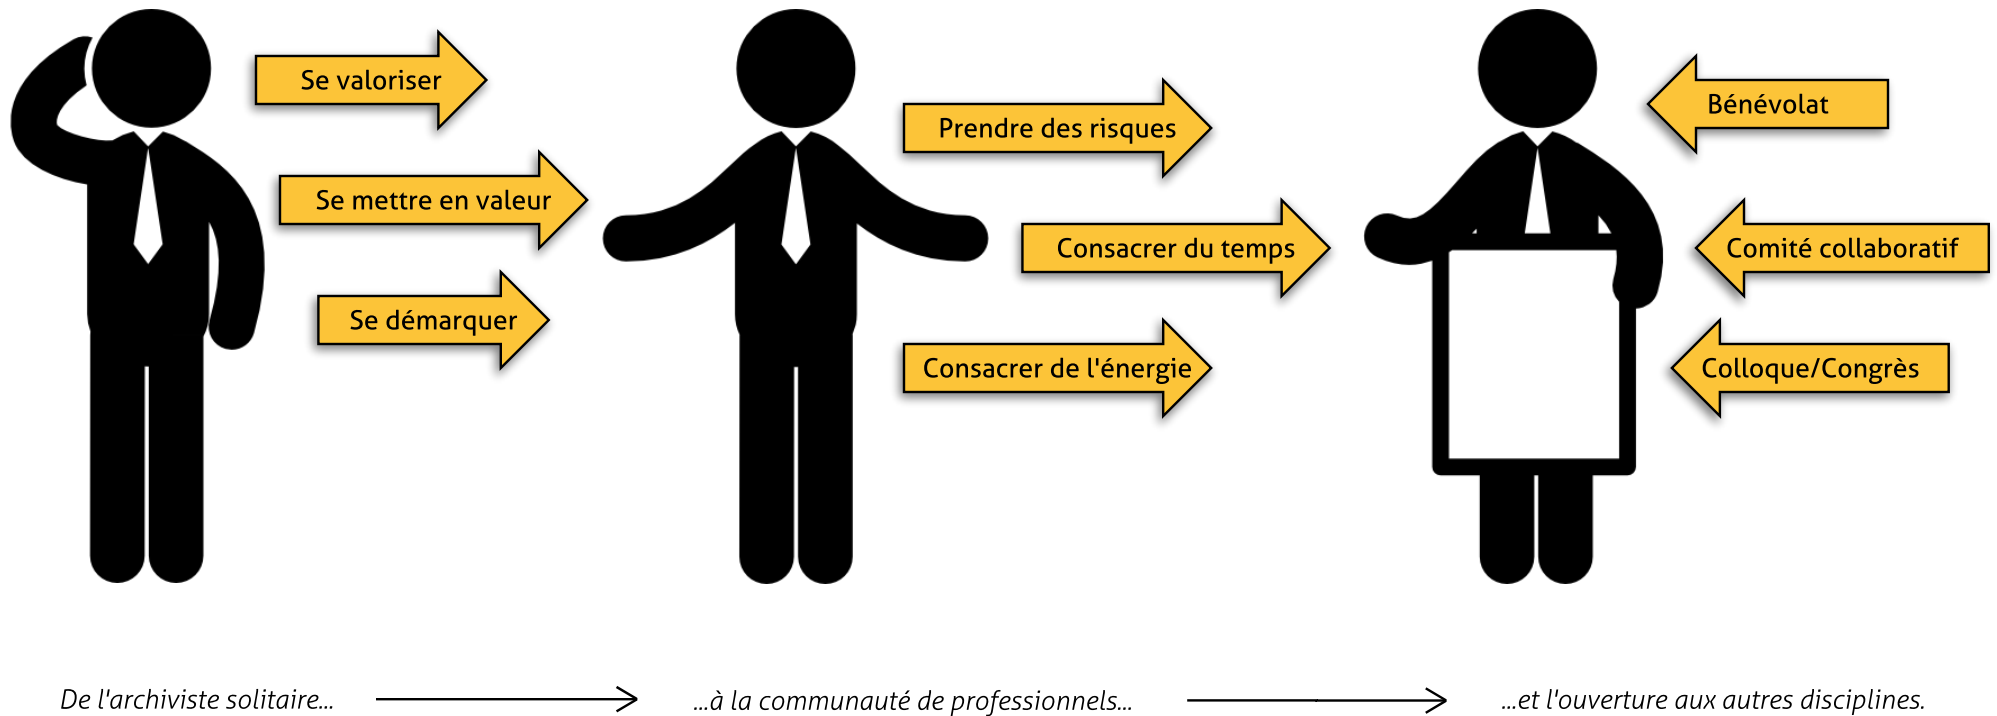 Se valoriser
Se mettre en valeur
Se démarquer
Prendre des risques
Consacrer du temps
Consacrer de l'énergie
Bénévolat
Comité collaboratif
Colloque/Congrès
De l'archiviste solitaire...
...à la communauté de professionnels...
...et l'ouverture aux autres disciplines.